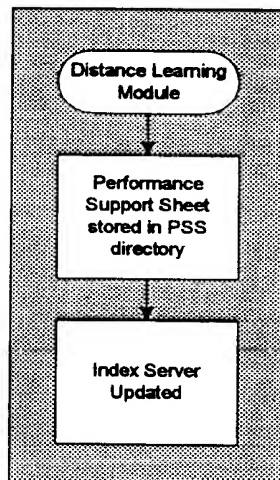 Distance Learning
Module
Performance
Support Sheet
stored in PSS
directory
Index Server
Updated